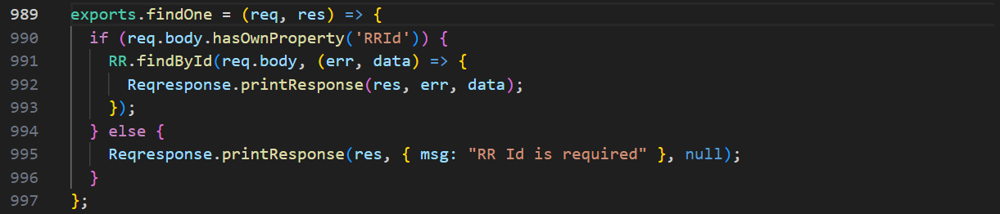 989 exports.findOne = (req, res) => {
990 if (req.body.hasOwnProperty('RRId')) {
991 RR.findById(req.body, (err, data) => {
992 Reqresponse.printResponse(res, err, data);
993 });
994 } else {
995 Reqresponse.printResponse(res, { msg: "RR Id is required" }, null);
996 }
997 };